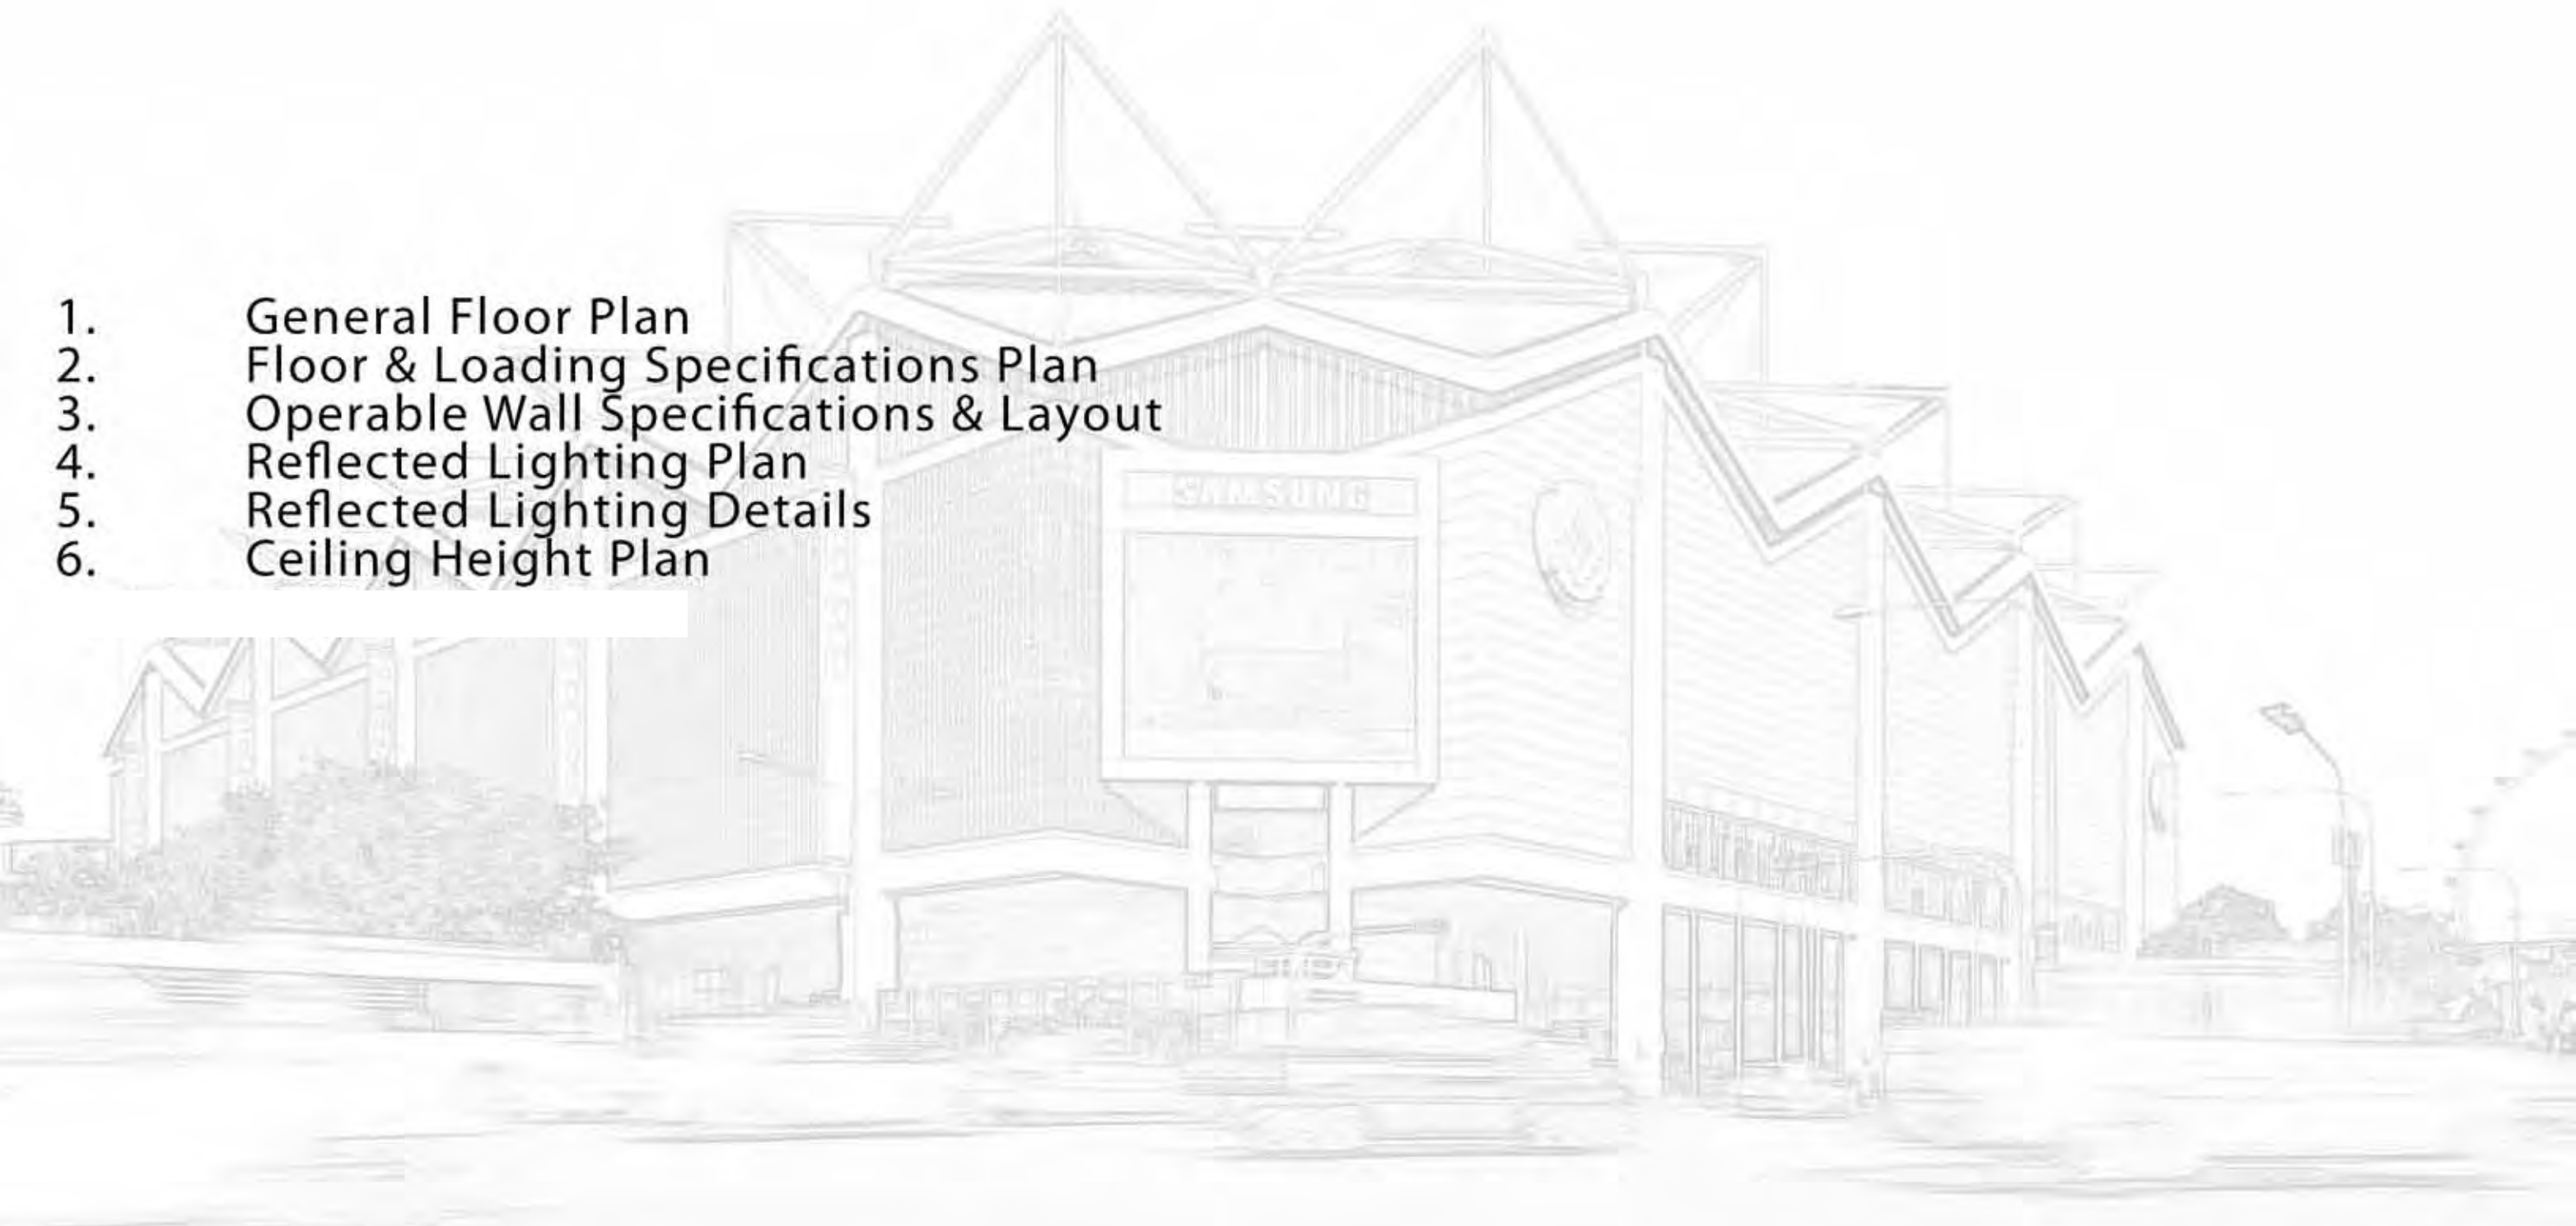 1. General Floor Plan
2. Floor & Loading Specifications Plan
3. Operable Wall Specifications & Layout
4. Reflected Lighting Plan
5. Reflected Lighting Details
6. Ceiling Height Plan
SAMSUNG